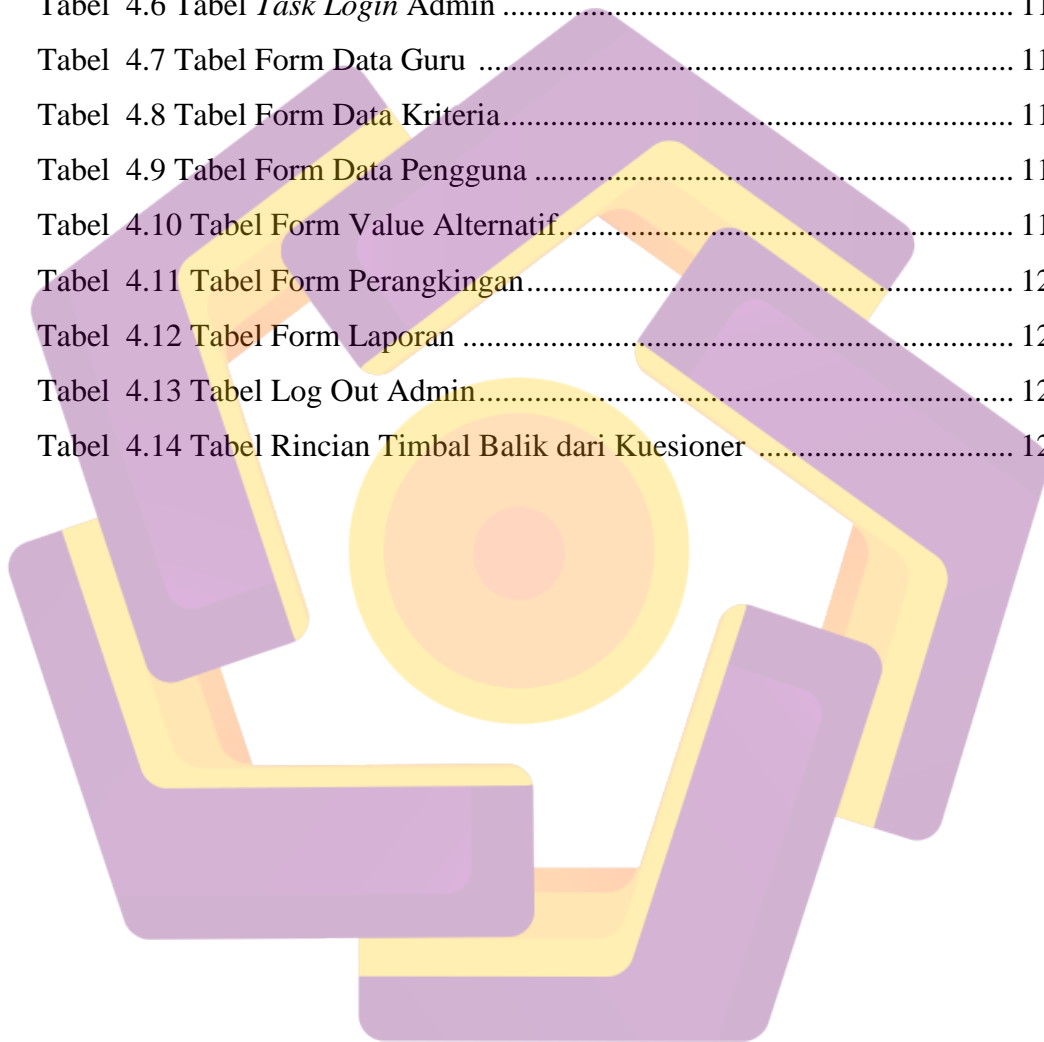 Tabel 4.6 Tabel Task Login Admin ............................................................ 11
Tabel 4.7 Tabel Form Data Guru ............................................................... 11
Tabel 4.8 Tabel Form Data Kriteria............................................................. 11
Tabel 4.9 Tabel Form Data Pengguna ......................................................... 11
Tabel 4.10 Tabel Form Value Alternatif...................................................... 11
Tabel 4.11 Tabel Form Perangkingan.......................................................... 12
Tabel 4.12 Tabel Form Laporan ................................................................. 12
Tabel 4.13 Tabel Log Out Admin............................................................... 12
Tabel 4.14 Tabel Rincian Timbal Balik dari Kuesioner .............................. 12